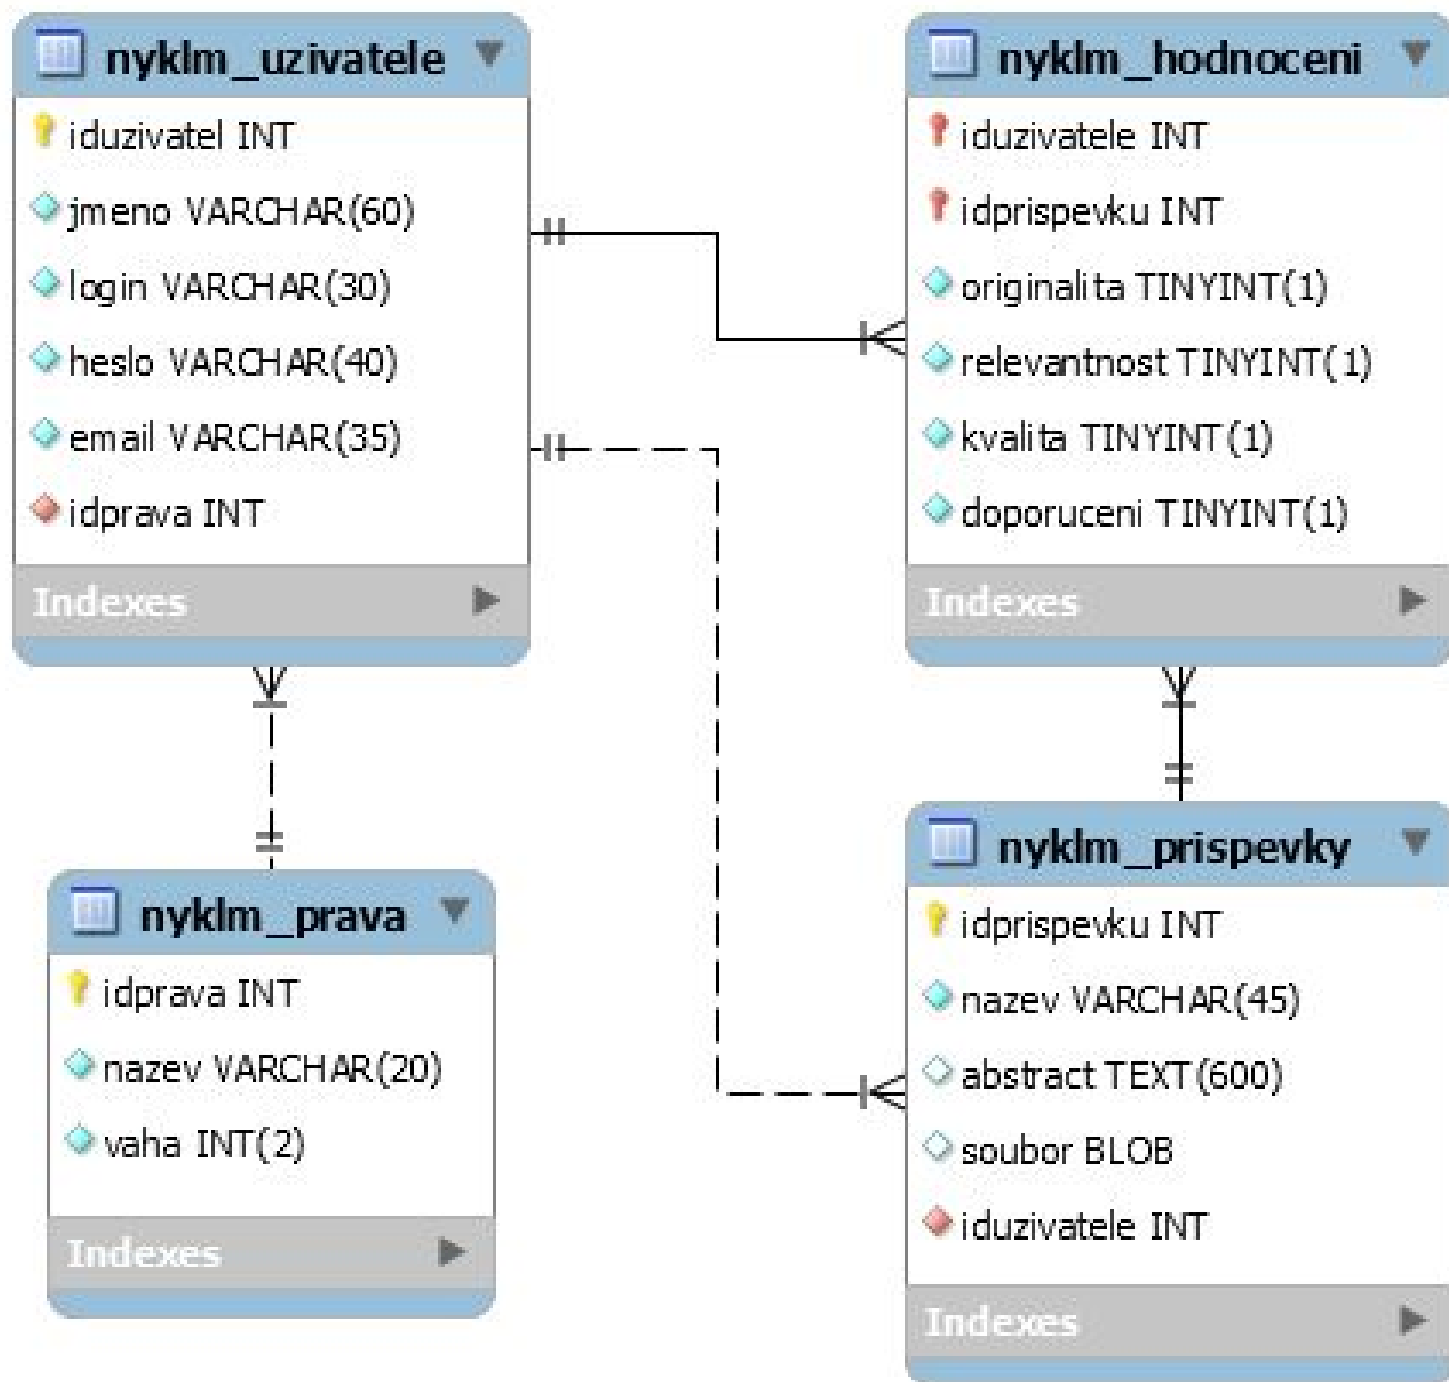 nyklm_uzivatele
iduzivatel INT
jmeno VARCHAR(60)
login VARCHAR(30)
heslo VARCHAR(40)
email VARCHAR(35)
idprava INT
Indexes
nyklm_hodnoceni
iduzivatele INT
idprispevku INT
originalita TINYINT(1)
relevantnost TINYINT(1)
kvalita TINYINT(1)
doporuceni TINYINT(1)
Indexes
nyklm_prava
idprava INT
nazev VARCHAR(20)
vaha INT(2)
Indexes
nyklm_prispevky
idprispevku INT
nazev VARCHAR(45)
abstract TEXT(600)
soubor BLOB
iduzivatele INT
Indexes